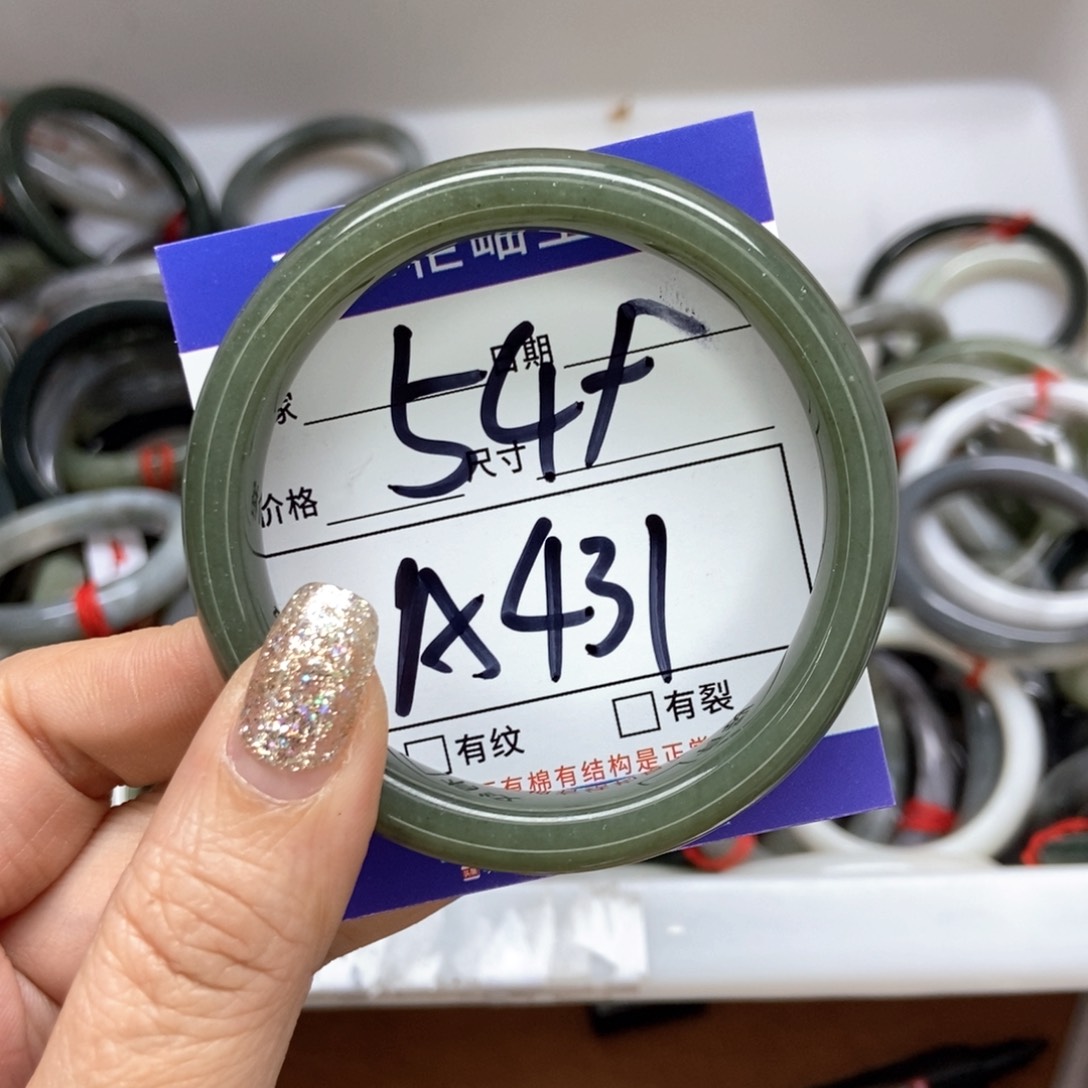 54f
日期
尺寸
价格
A431
有纹 有裂
有棉有结构是正常